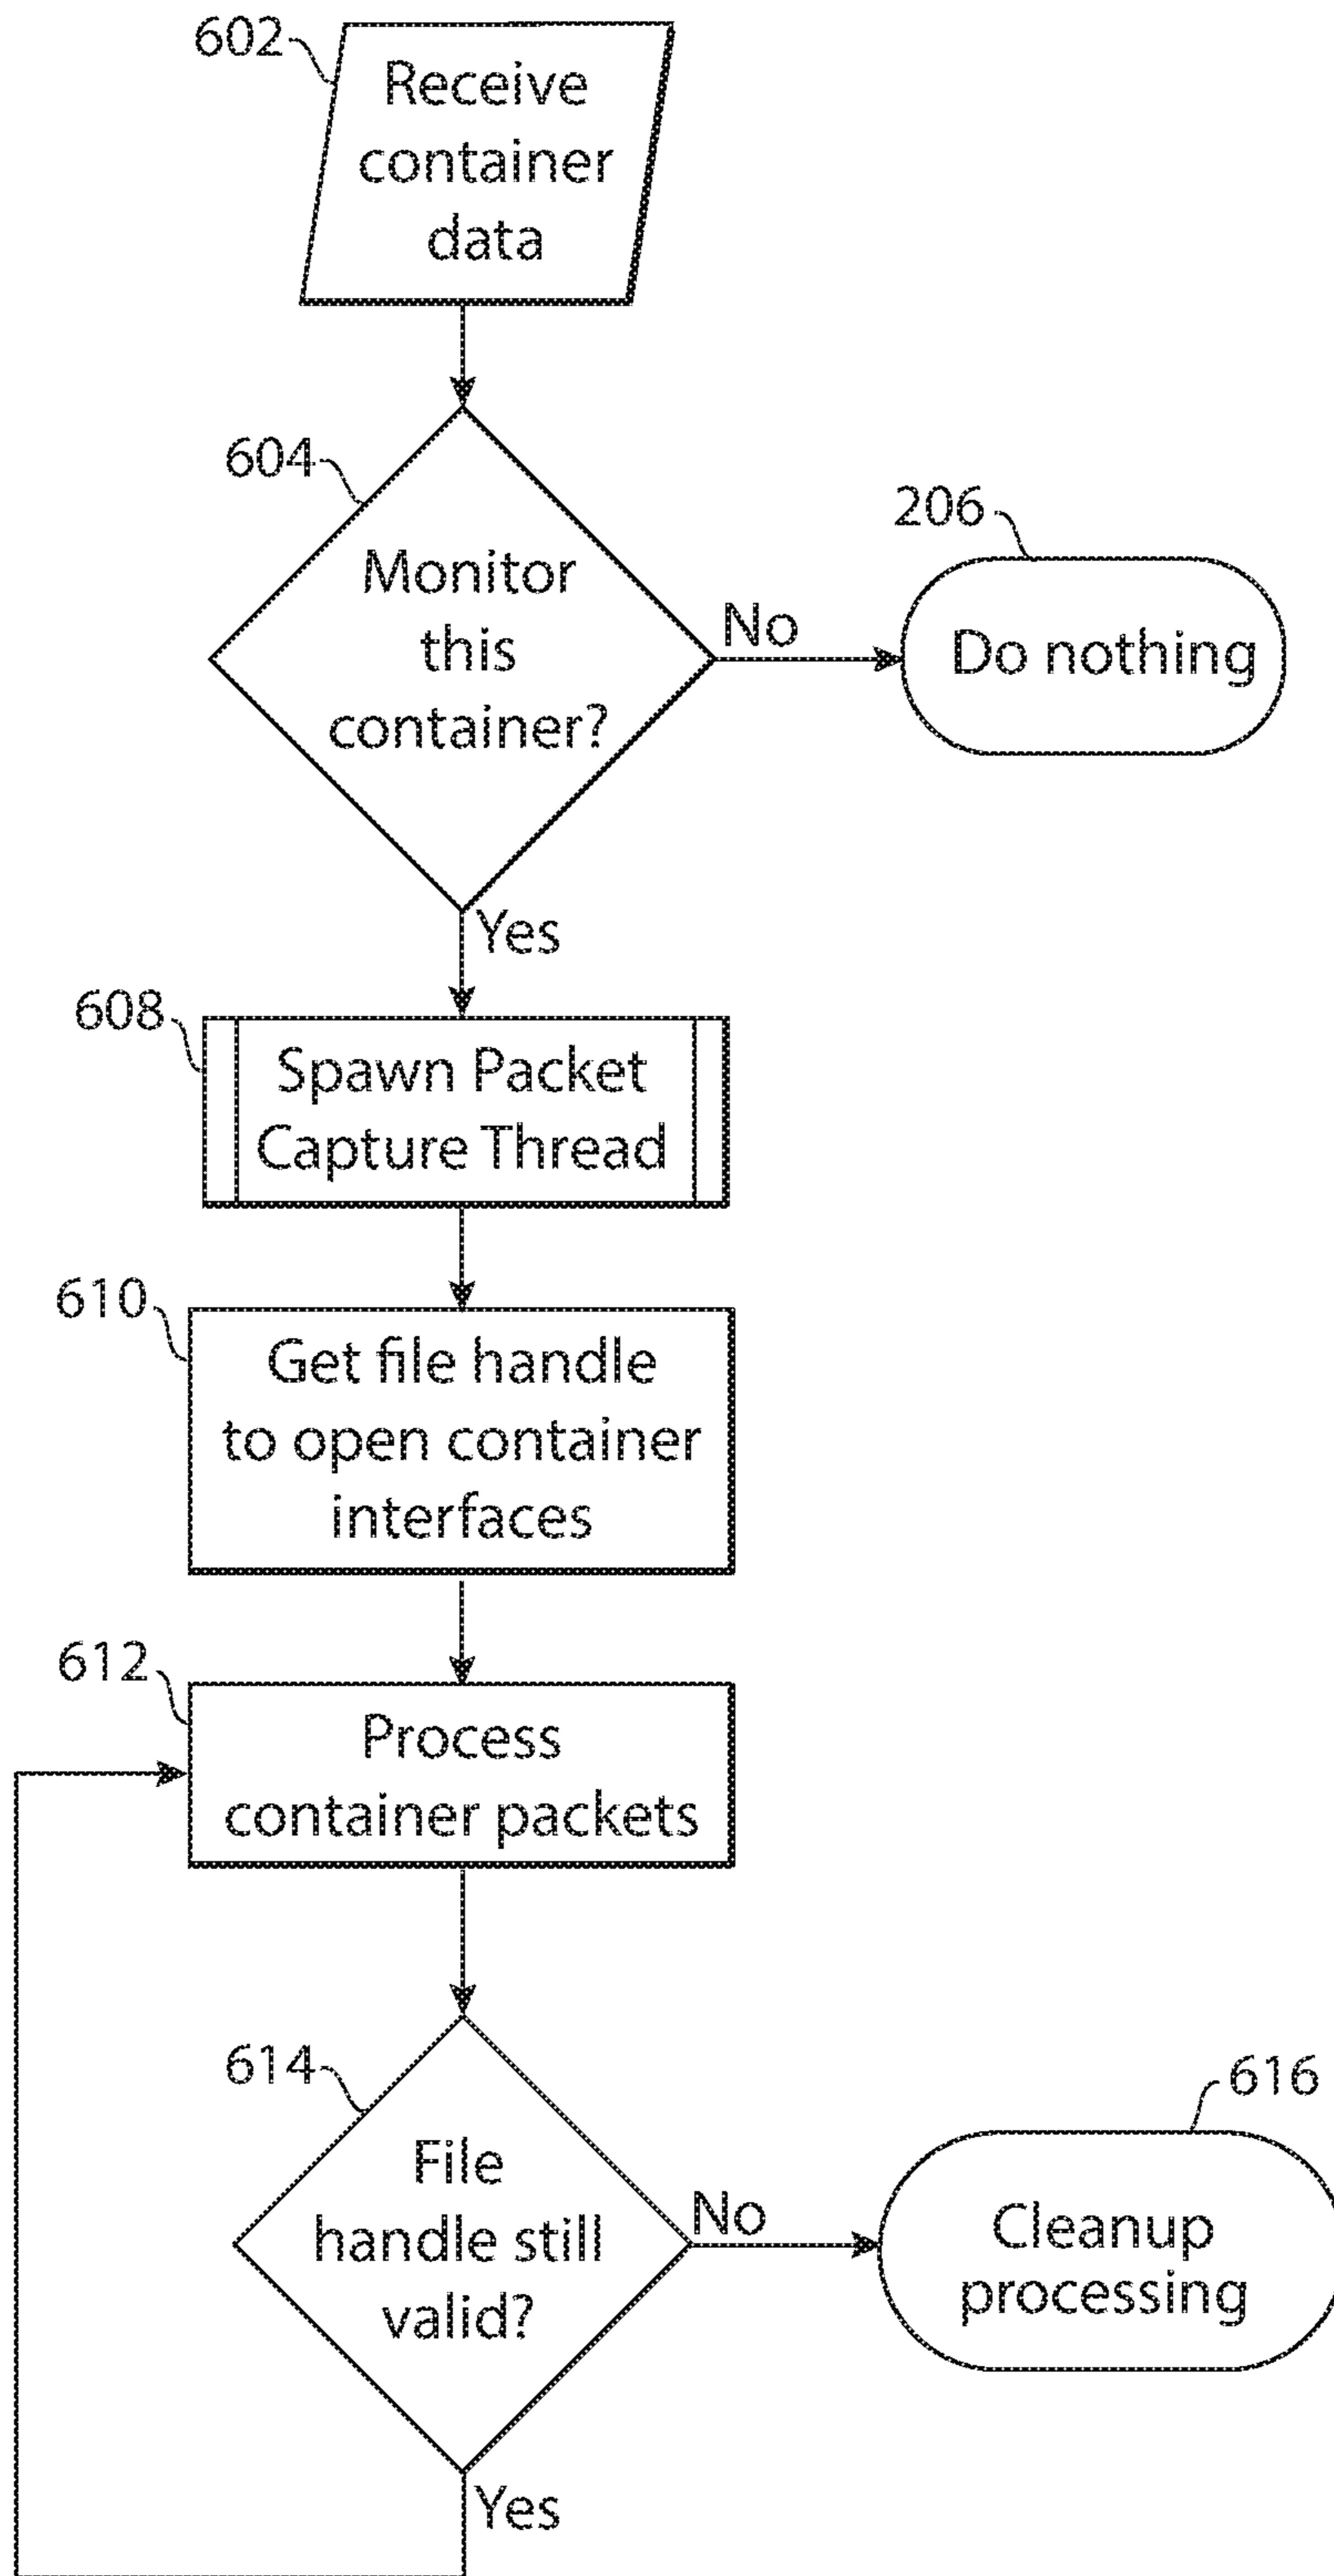 602
Receive
container
data
604
Monitor
this
container?
No
206
Do nothing
Yes
608
Spawn Packet
Capture Thread
610
Get file handle
to open container
interfaces
612
Process
container packets
614
File
handle still
valid?
No
616
Cleanup
processing
Yes